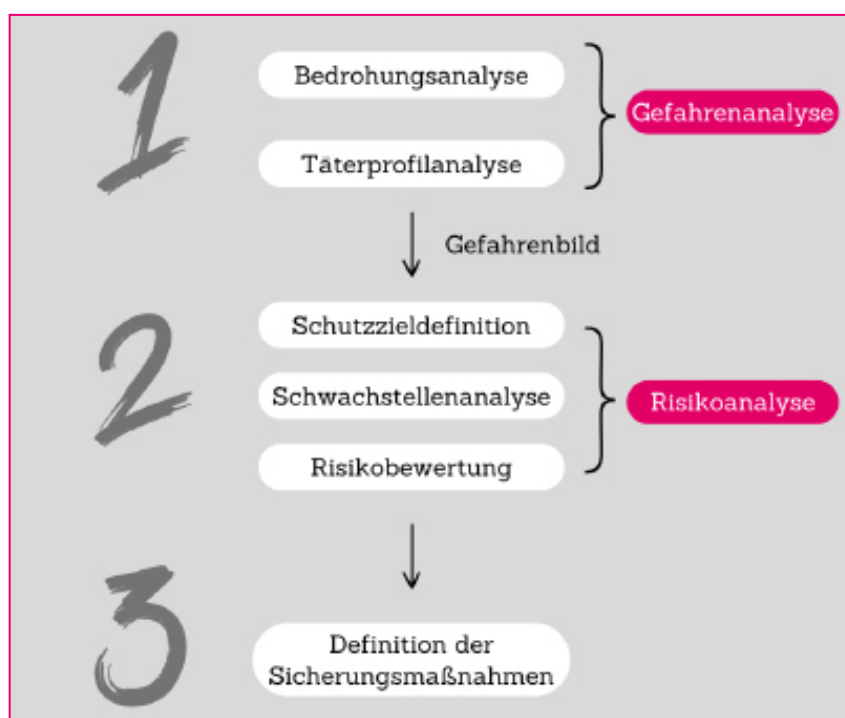 1
Bedrohungsanalyse
Täterprofilanalyse
Gefahrenanalyse
Gefahrenbild
2
Schutzzieldefinition
Schwachstellenanalyse
Risikobewertung
Risikoanalyse
3
Definition der
Sicherungsmaßnahmen